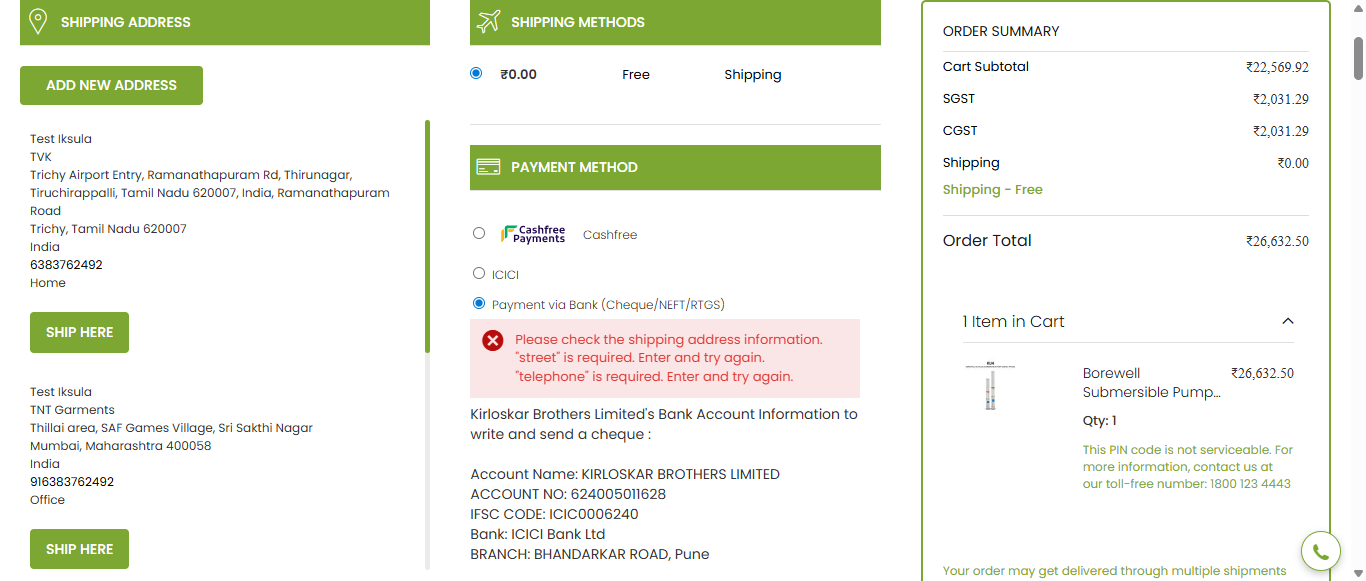 SHIPPING ADDRESS
ADD NEW ADDRESS
Test Iksula
TVK
Trichy Airport Entry, Ramanathapuram Rd, Thirunagar,
Tiruchirappalli, Tamil Nadu 620007, India, Ramanathapuram
Road
Trichy, Tamil Nadu 620007
India
6383762492
Home
SHIP HERE
Test Iksula
TNT Garments
Thillai area, SAF Games Village, Sri Sakthi Nagar
Mumbai, Maharashtra 400058
India
916383762492
Office
SHIP HERE
SHIPPING METHODS
₹0.00 Free Shipping
PAYMENT METHOD
Cashfree Payments Cashfree
ICICI
Payment via Bank (Cheque/NEFT/RTGS)
Please check the shipping address information.
"street" is required. Enter and try again.
"telephone" is required. Enter and try again.
Kirloskar Brothers Limited's Bank Account Information to
write and send a cheque :
Account Name: KIRLOSKAR BROTHERS LIMITED
ACCOUNT NO: 624005011628
IFSC CODE: ICIC0006240
Bank: ICICI Bank Ltd
BRANCH: BHANDARKAR ROAD, Pune
ORDER SUMMARY
Cart Subtotal ₹22,569.92
SGST ₹2,031.29
CGST ₹2,031.29
Shipping ₹0.00
Shipping - Free
Order Total ₹26,632.50
1 Item in Cart
Borewell ₹26,632.50
Submersible Pump...
Qty: 1
This PIN code is not serviceable. For
more information, contact us at
our toll-free number: 1800 123 4443
Your order may get delivered through multiple shipments